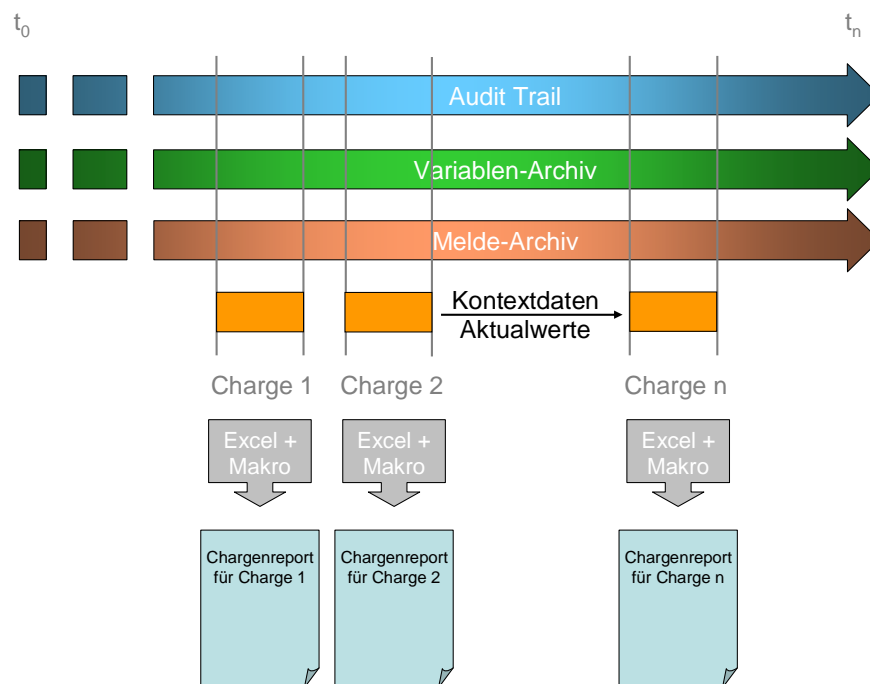 t0 tn
Audit Trail
Variablen-Archiv
Melde-Archiv
Kontextdaten
Aktualwerte
Charge 1 Charge 2 Charge n
Excel + Excel + Excel +
Makro Makro Makro
Chargenreport Chargenreport Chargenreport
für Charge 1 für Charge 2 für Charge n